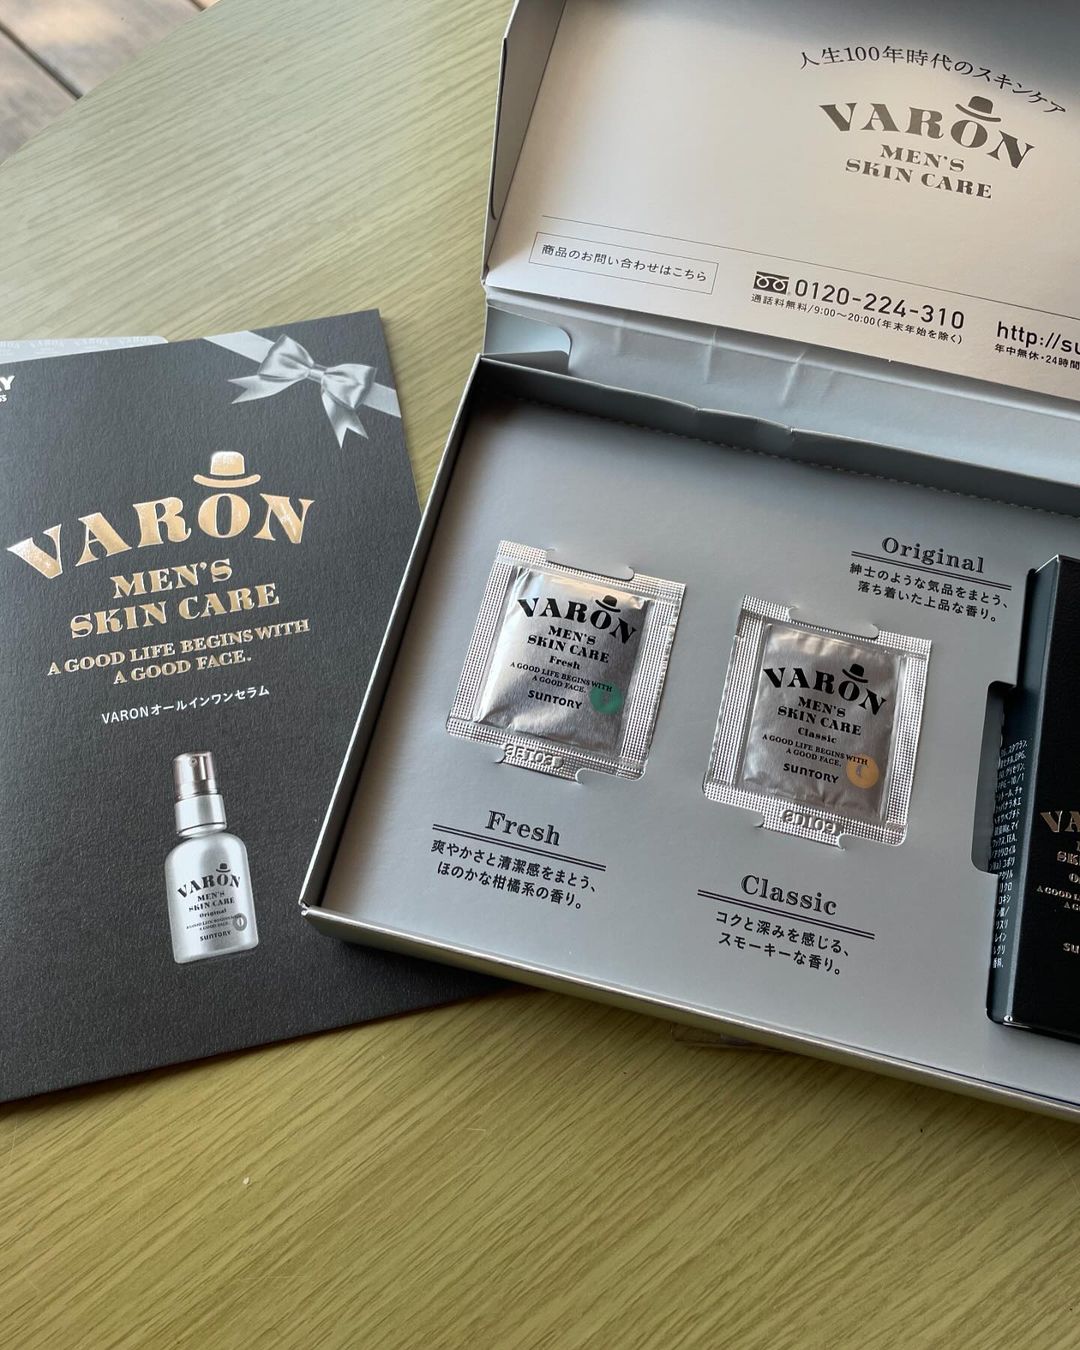 人生100年時代のスキンケア
VARON
MEN'S
SKIN CARE
商品のお問い合わせはこちら
0120-224-310
通話料無料/9:00～20:00(年末年始を除く)
http://su
年中無休・24時間
VARON
MEN'S
SKIN CARE
A GOOD LIFE BEGINS WITH
A GOOD FACE.
VARONオールインワンセラム
VARON
MEN'S
SKIN CARE
Original
A GOOD LIFE BEGINS WITH
A GOOD FACE.
SUNTORY
VARON
MEN'S
SKIN CARE
Fresh
A GOOD LIFE BEGINS WITH
A GOOD FACE.
SUNTORY
Fresh
爽やかさと清潔感をまとう、
ほのかな柑橘系の香り。
VARON
MEN'S
SKIN CARE
Classic
A GOOD LIFE BEGINS WITH
A GOOD FACE.
SUNTORY
Classic
コクと深みを感じる、
スモーキーな香り。
Original
紳士のような気品をまとう、
落ち着いた上品な香り。